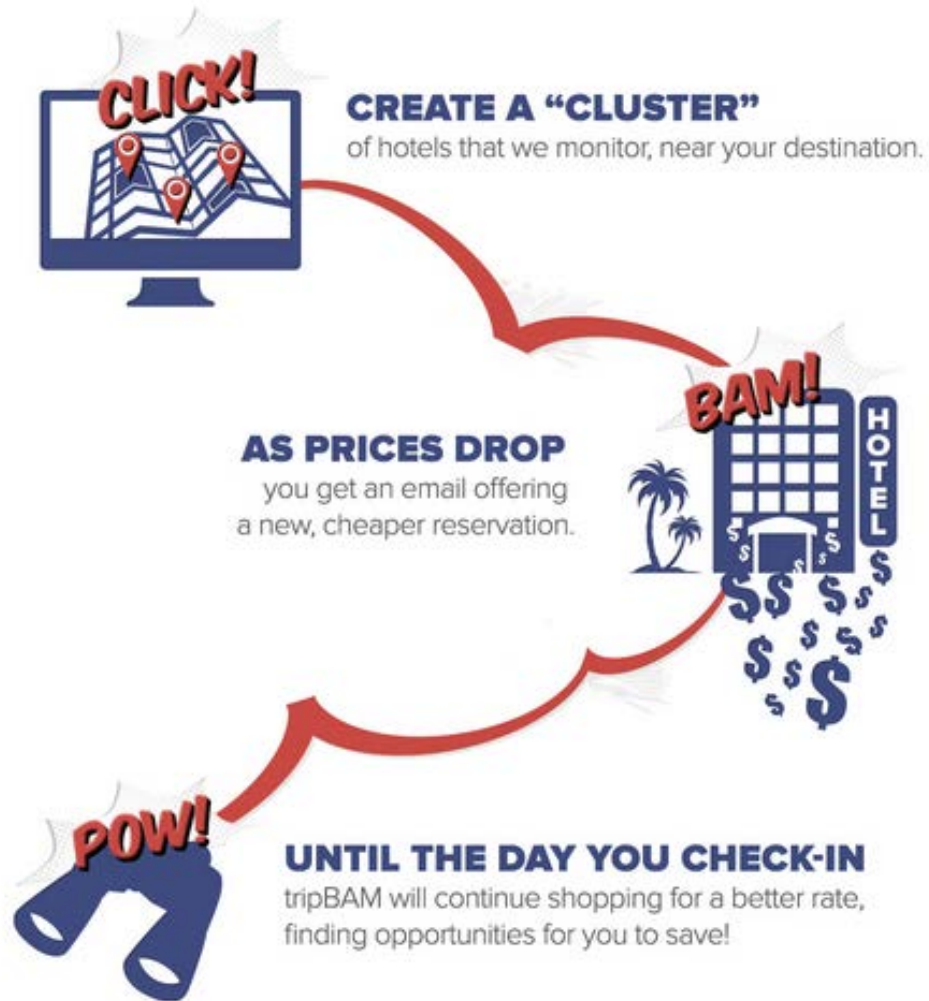 CLICK!
CREATE A “CLUSTER”
of hotels that we monitor, near your destination.
BAM!
HOTEL
AS PRICES DROP
you get an email offering
a new, cheaper reservation.
$ $ $ $ $ $ $ $ $ $ $ $ $ $ $ $ $
POW!
UNTIL THE DAY YOU CHECK-IN
tripBAM will continue shopping for a better rate,
finding opportunities for you to save!